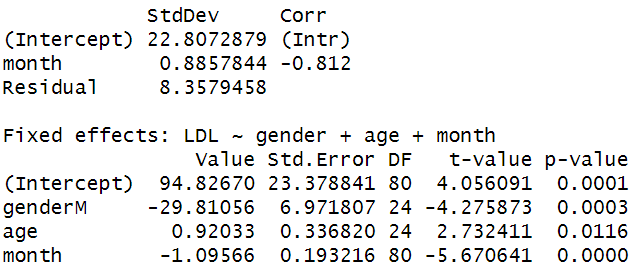 StdDev Corr
(Intercept) 22.8072879 (Intr)
month 0.8857844 -0.812
Residual 8.3579458
Fixed effects: LDL ~ gender + age + month
Value Std.Error DF t-value p-value
(Intercept) 94.82670 23.378841 80 4.056091 0.0001
genderM -29.81056 6.971807 24 -4.275873 0.0003
age 0.92033 0.336820 24 2.732411 0.0116
month -1.09566 0.193216 80 -5.670641 0.0000